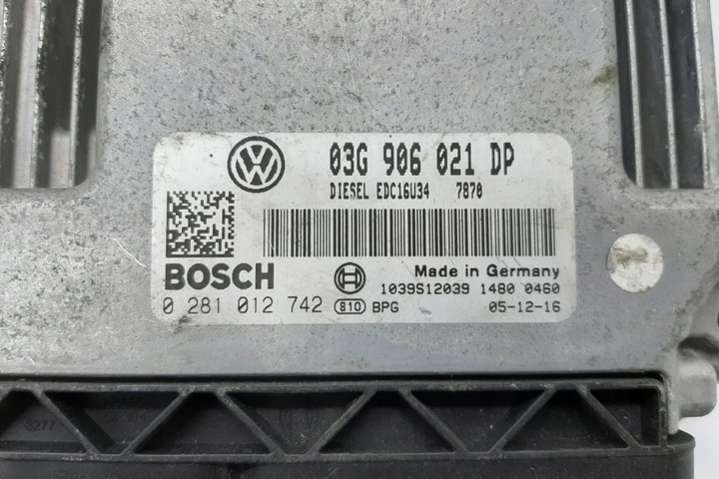 03G 906 021 DP
DIESEL EDC16U34 7870
BOSCH
Made in Germany
1039S12039 1480 0460
0 281 012 742 810 BPG 05-12-16